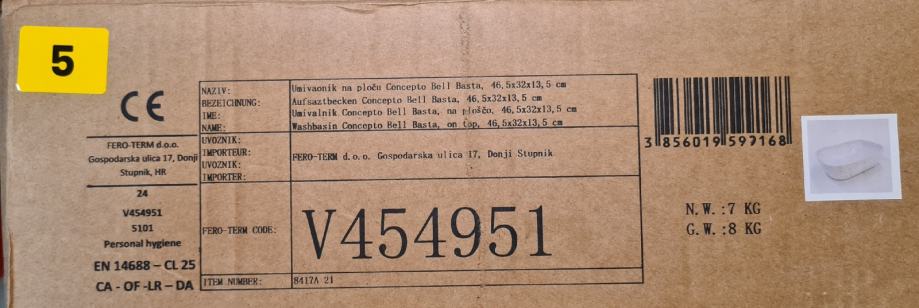 5
CE
FERO-TERM d.o.o.
Gospodarska ulica 17, Donji
Stupnik, HR
24
V454951
5101
Personal hygiene
EN 14688 – CL 25
CA - OF -LR – DA
NAZIV: Umivaonik na ploču Concepto Bell Basta, 46,5x32x13,5 cm
BEZEICHNUNG: Aufsaztbecken Concepto Bell Basta, 46,5x32x13,5 cm
IME: Umivalnik Concepto Bell Basta, na ploščo, 46,5x32x13,5 cm
NAME: Washbasin Concepto Bell Basta, on top, 46,5x32x13,5 cm
UVOZNIK:
IMPORTEUR:
UVOZNIK:
IMPORTER:
FERO-TERM d.o.o. Gospodarska ulica 17, Donji Stupnik
FERO-TERM CODE: V454951
ITEM NUMBER: 8417A 21
3 856019 597168
N.W.:7 KG
G.W.:8 KG